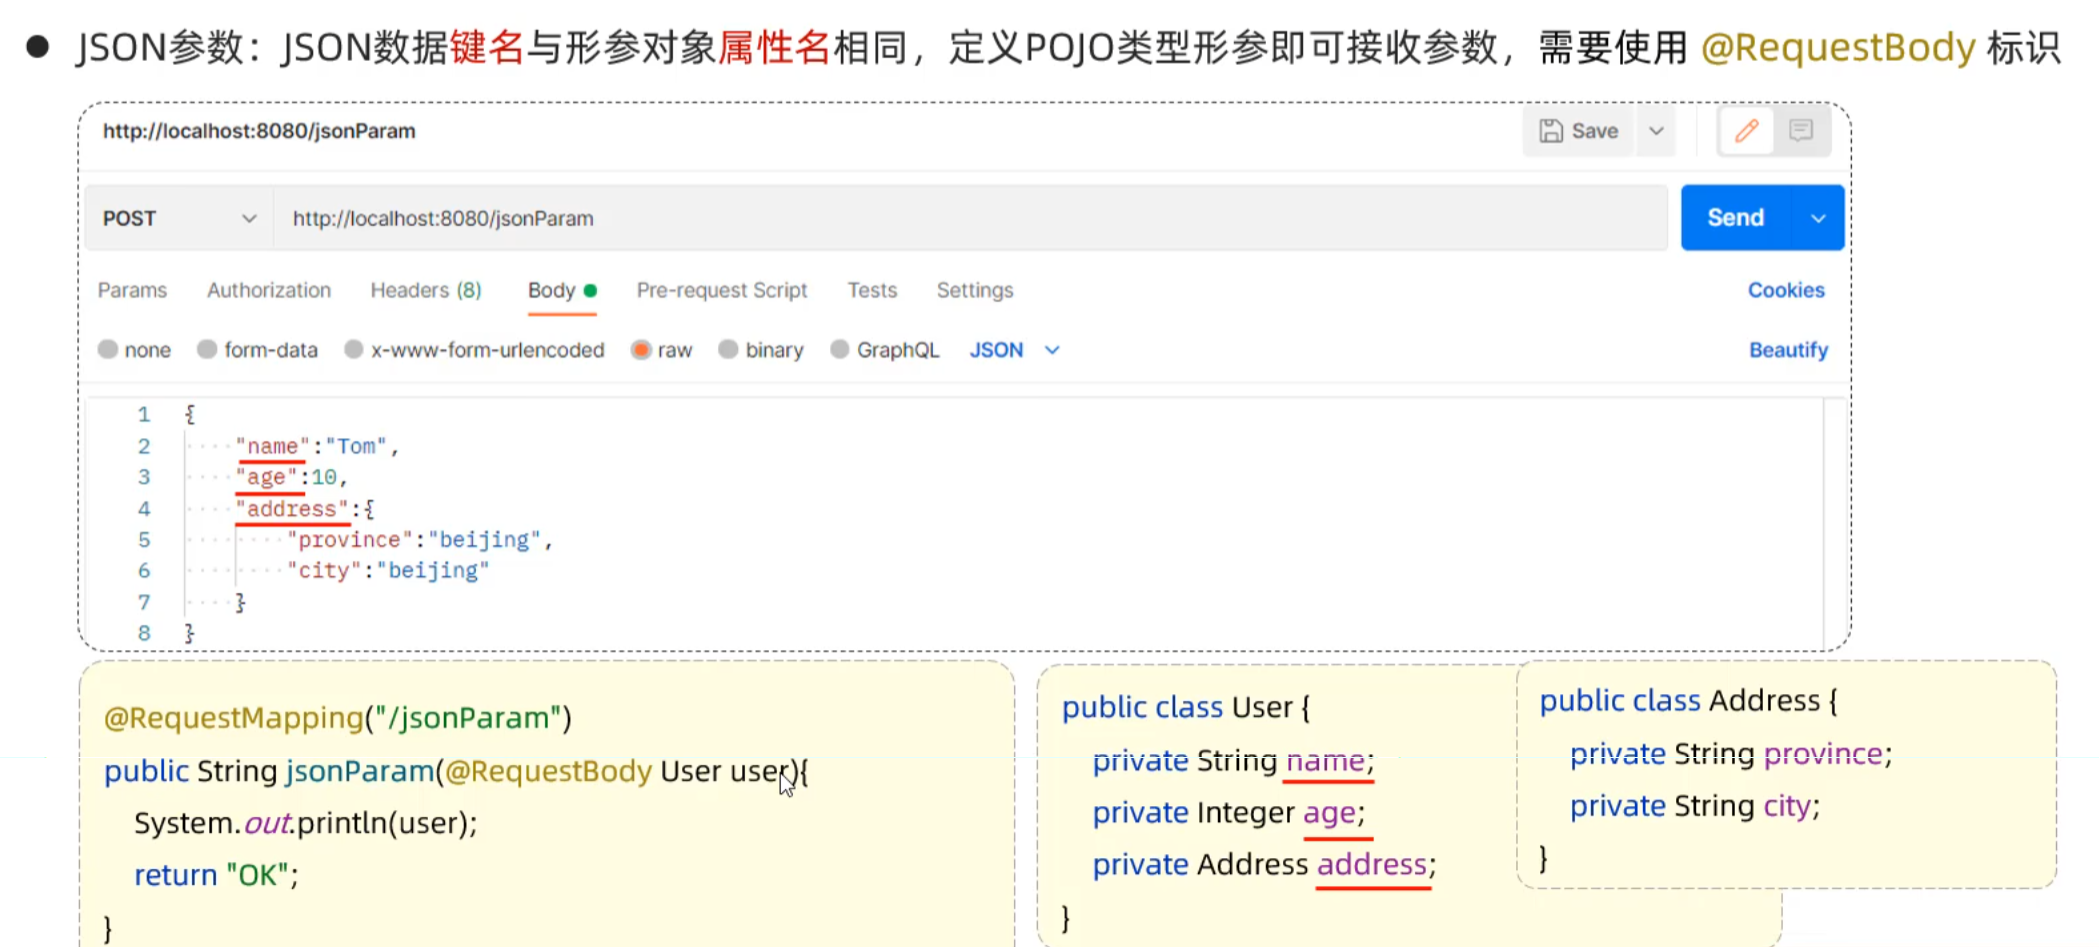 ● JSON参数：JSON数据键名与形参对象属性名相同，定义POJO类型形参即可接收参数，需要使用 @RequestBody 标识
http://localhost:8080/jsonParam
Save
POST
http://localhost:8080/jsonParam
Send
Params Authorization Headers (8) Body Pre-request Script Tests Settings Cookies
none form-data x-www-form-urlencoded raw binary GraphQL JSON Beautify
1 {
2 "name":"Tom",
3 "age":10,
4 "address":{
5 "province":"beijing",
6 "city":"beijing"
7 }
8 }
@RequestMapping("/jsonParam")
public String jsonParam(@RequestBody User user){
System.out.println(user);
return "OK";
}
public class User {
private String name;
private Integer age;
private Address address;
}
public class Address {
private String province;
private String city;
}